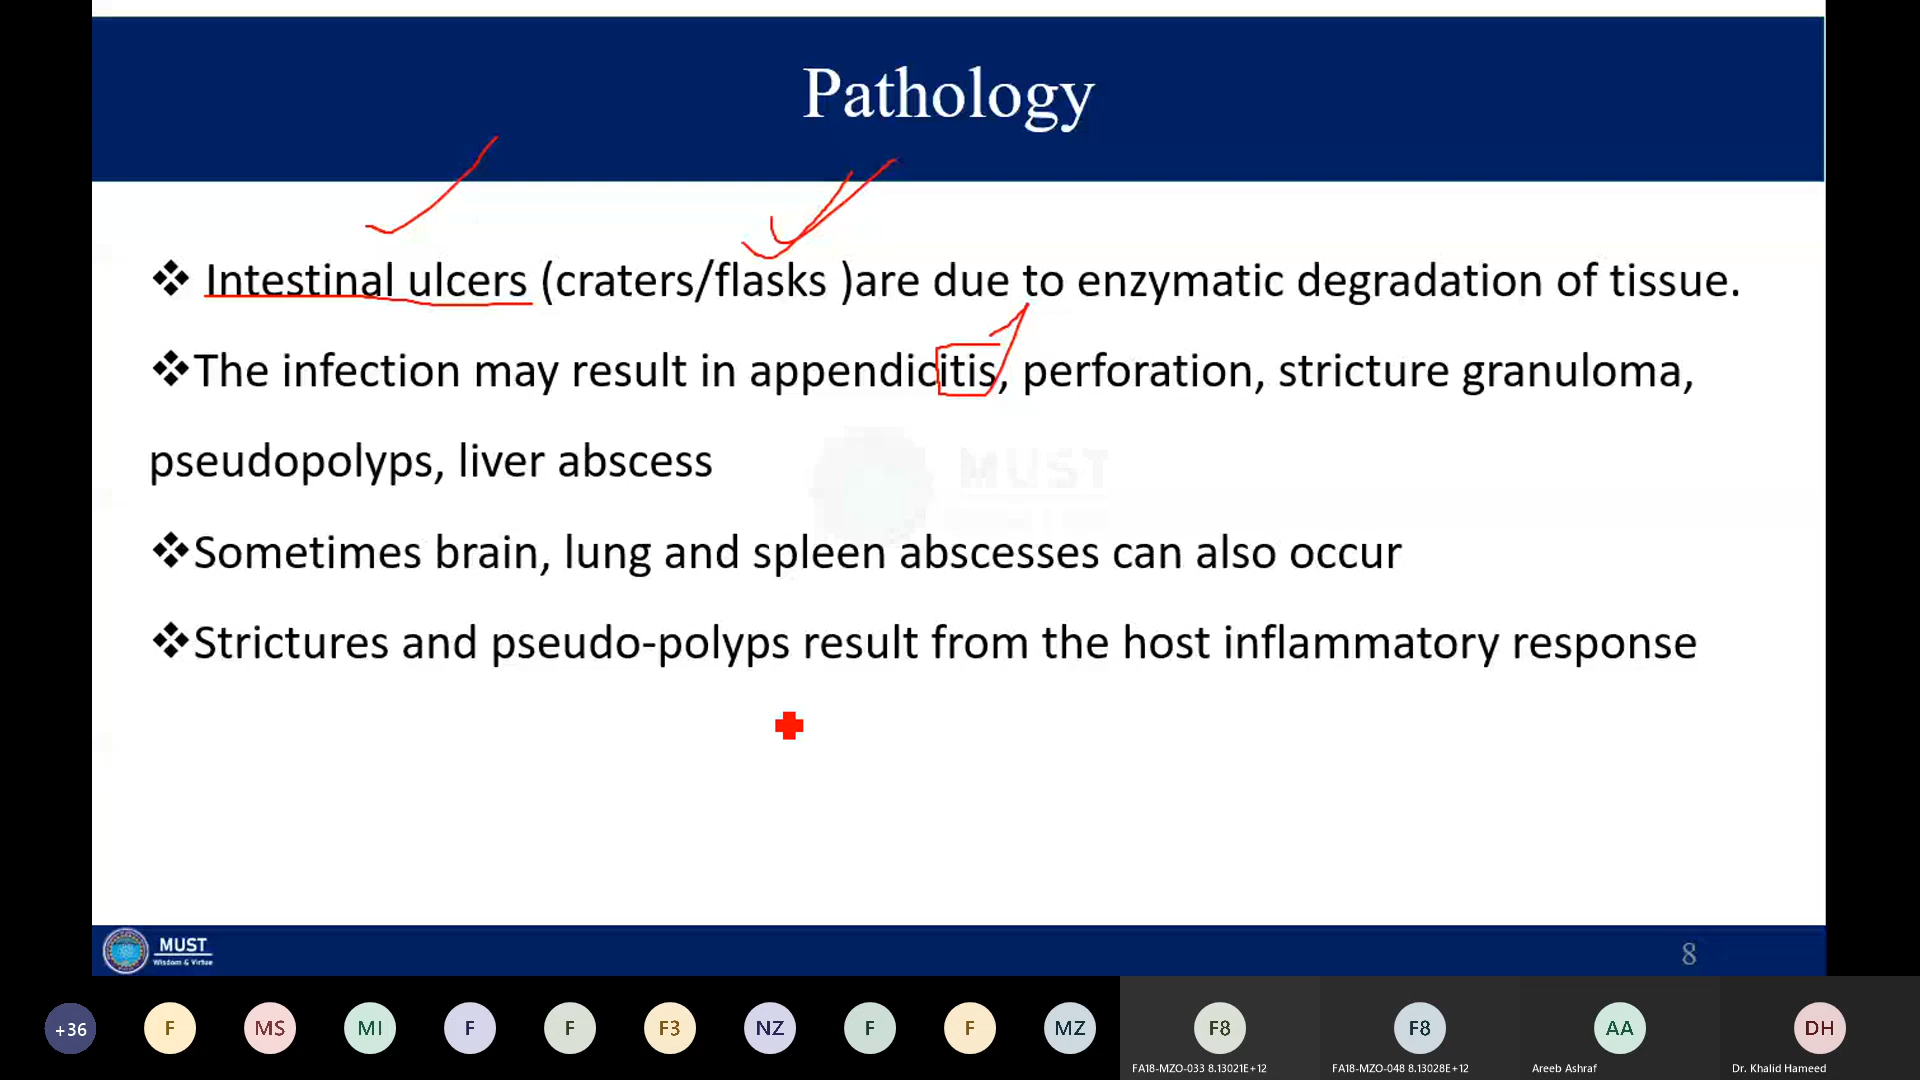 Pathology
❖ Intestinal ulcers (craters/flasks )are due to enzymatic degradation of tissue.
❖The infection may result in appendicitis, perforation, stricture granuloma,
pseudopolyps, liver abscess
❖Sometimes brain, lung and spleen abscesses can also occur
❖Strictures and pseudo-polyps result from the host inflammatory response
MUST
MUST
Wisdom & Virtue
8
+36 F MS MI F F F3 NZ F F MZ F8 F8 AA DH
FA18-MZO-033 8.13021E+12 FA18-MZO-048 8.13028E+12 Areeb Ashraf Dr. Khalid Hameed